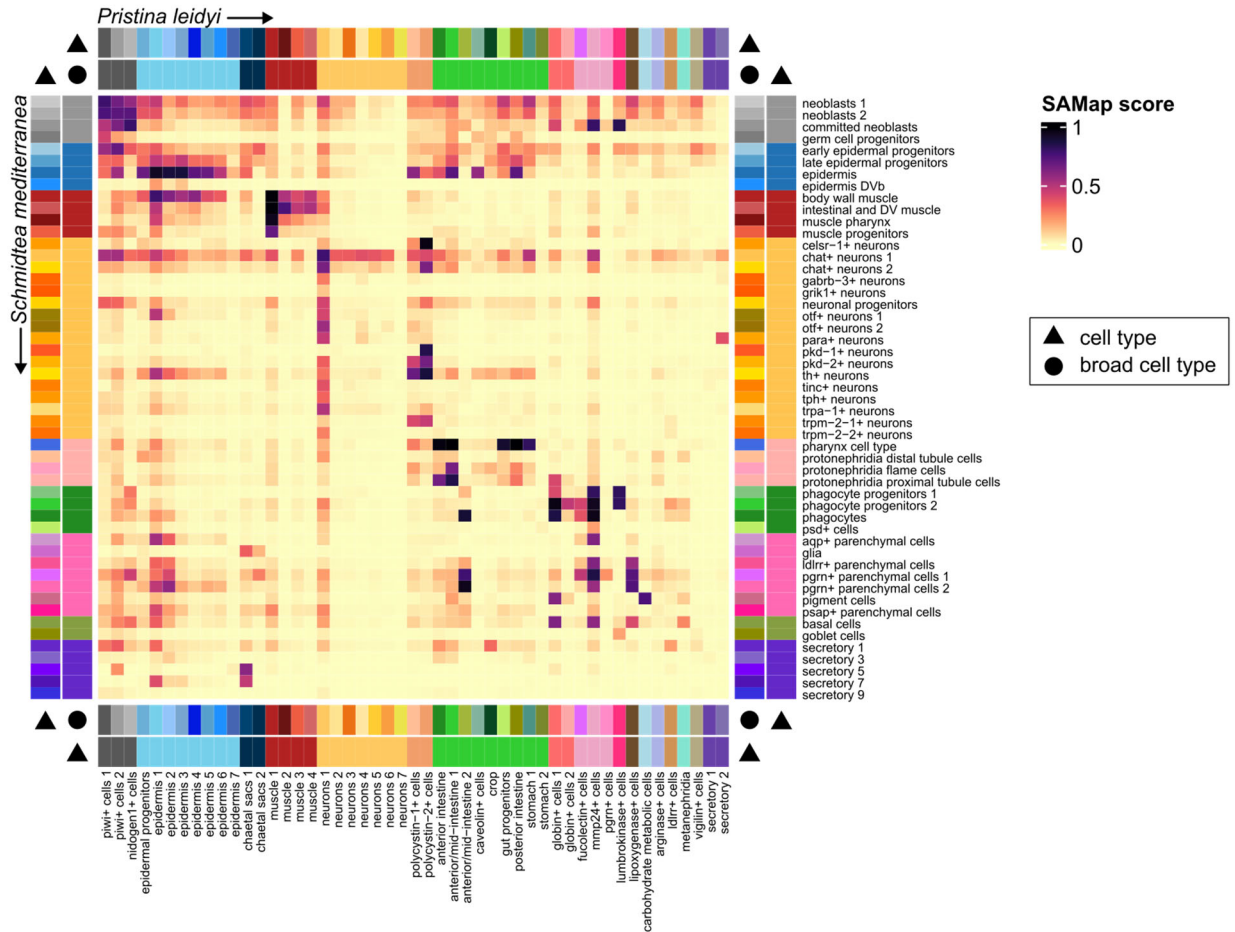 Pristina leidyi
Schmidtea mediterranea
neoblasts 1
neoblasts 2
committed neoblasts
germ cell progenitors
early epidermal progenitors
late epidermal progenitors
epidermis
epidermis DVb
body wall muscle
intestinal and DV muscle
muscle pharynx
muscle progenitors
celsr-1+ neurons
chat+ neurons 1
chat+ neurons 2
gabrb-3+ neurons
grik1+ neurons
neuronal progenitors
otf+ neurons 1
otf+ neurons 2
para+ neurons
pkd-1+ neurons
pkd-2+ neurons
th+ neurons
tinc+ neurons
tph+ neurons
trpa-1+ neurons
trpm-2-1+ neurons
trpm-2-2+ neurons
pharynx cell type
protonephridia distal tubule cells
protonephridia flame cells
protonephridia proximal tubule cells
phagocyte progenitors 1
phagocyte progenitors 2
phagocytes
psd+ cells
aqp+ parenchymal cells
glia
ldlrr+ parenchymal cells
pgrn+ parenchymal cells 1
pgrn+ parenchymal cells 2
pigment cells
psap+ parenchymal cells
basal cells
goblet cells
secretory 1
secretory 3
secretory 5
secretory 7
secretory 9
SAMap score
1
0.5
0
cell type
broad cell type
piwi+ cells 1
piwi+ cells 2
nidogen1+ cells
epidermal progenitors
epidermis 1
epidermis 2
epidermis 3
epidermis 4
epidermis 5
epidermis 6
epidermis 7
chaetal sacs 1
chaetal sacs 2
muscle 1
muscle 2
muscle 3
muscle 4
neurons 1
neurons 2
neurons 3
neurons 4
neurons 5
neurons 6
neurons 7
polycystin-1+ cells
polycystin-2+ cells
anterior intestine
anterior/mid-intestine 1
anterior/mid-intestine 2
caveolin+ cells
crop
gut progenitors
posterior intestine
stomach 1
stomach 2
globin+ cells 1
globin+ cells 2
fucolectin+ cells
mmp24+ cells
pgrn+ cells
lumbrokinase+ cells
lipoxygenase+ cells
carbohydrate metabolic cells
arginase+ cells
ldlrr+ cells
metanephridia
vigilin+ cells
secretory 1
secretory 2